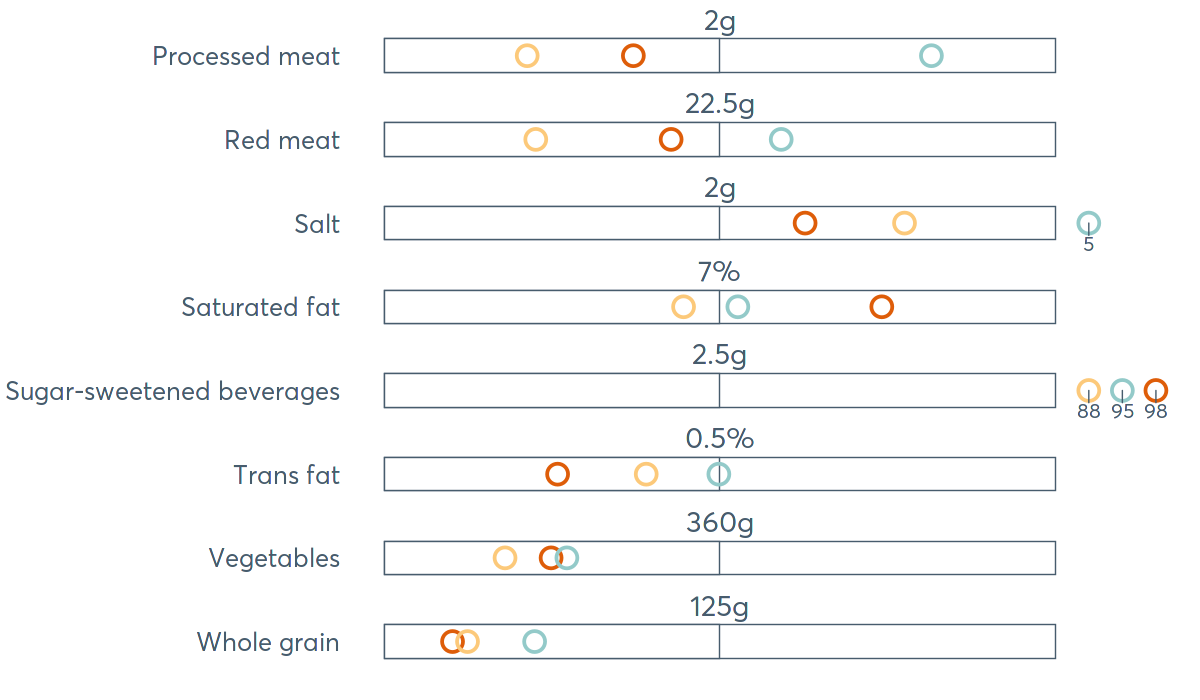 2g
Processed meat
22.5g
Red meat
2g
Salt
5
7%
Saturated fat
2.5g
Sugar-sweetened beverages
88 95 98
0.5%
Trans fat
360g
Vegetables
125g
Whole grain